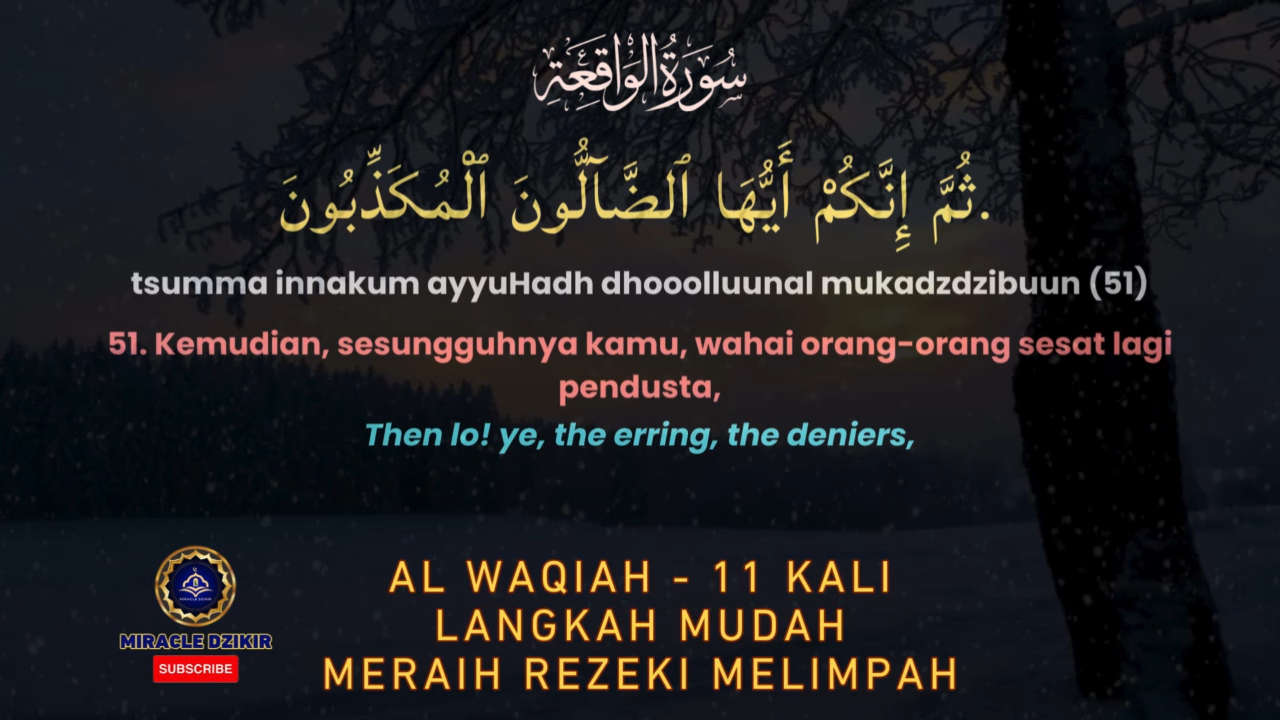 سُورَةُ الوَاقِعَةِ
ثُمَّ إِنَّكُمْ أَيُّهَا ٱلضَّآلُّونَ ٱلْمُكَذِّبُونَ.
tsumma innakum ayyuHadh dhooolluunal mukadzdzibuun (51)
51. Kemudian, sesungguhnya kamu, wahai orang-orang sesat lagi
pendusta,
Then lo! ye, the erring, the deniers,
AL WAQIAH - 11 KALI
LANGKAH MUDAH
MERAIH REZEKI MELIMPAH
MIRACLE DZIKIR
MIRACLE DZIKIR
SUBSCRIBE